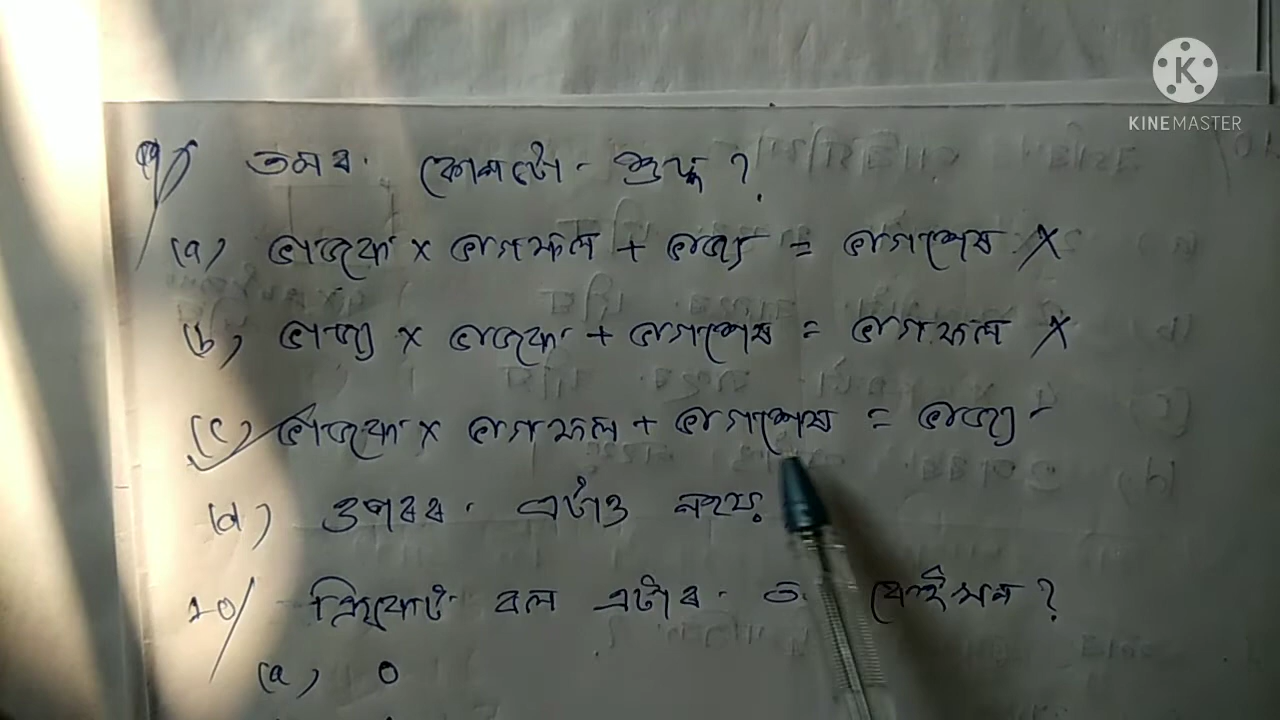 KINEMASTER
৯/ তলৰ কোনটো শুদ্ধ ?
(a) ভাজক × ভাগফল + ভাজ্য = ভাগশেষ ×
(b) ভাজ্য × ভাজক + ভাগশেষ = ভাগফল ×
(c) ভাজক × ভাগফল + ভাগশেষ = ভাজ্য
(d) ওপৰৰ এটাও নহয়
১০/ ক্ৰিকেট বল এটাৰ
(a) 0